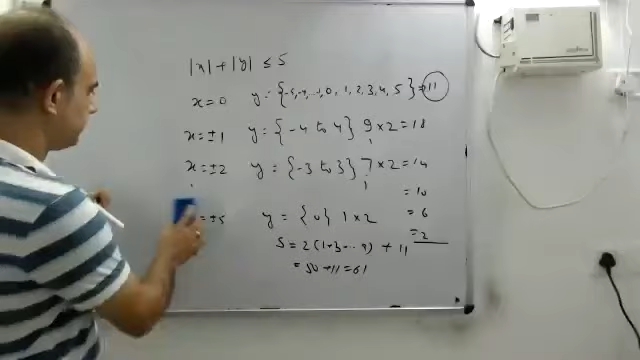 |x| + |y| ≤ 5
x = 0 y = {-5, -4, ..., 0, 1, 2, 3, 4, 5} = 11
x = ±1 y = {-4 to 4} 9 × 2 = 18
x = ±2 y = {-3 to 3} 7 × 2 = 14
= 10
= ±5 y = {0} 1 × 2 = 6
= 2
S = 2(1+3...9) + 11
= 50 + 11 = 61